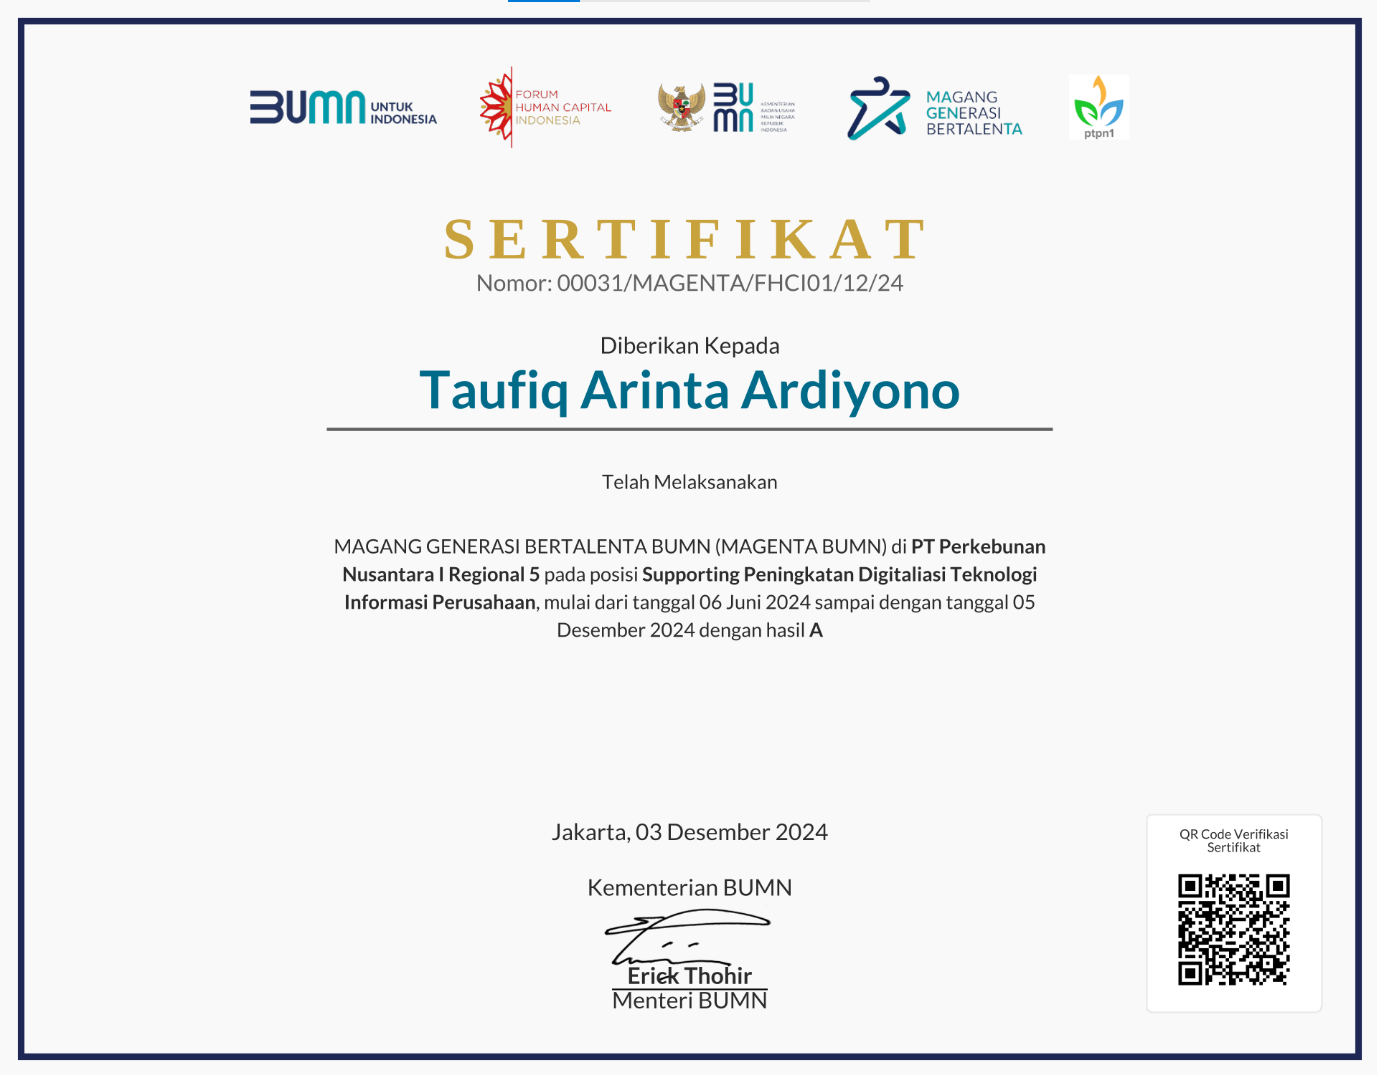 BUMN UNTUK INDONESIA
FORUM
HUMAN CAPITAL
INDONESIA
BUMN
KEMENTERIAN
BADAN USAHA
MILIK NEGARA
REPUBLIK
INDONESIA
MAGANG
GENERASI
BERTALENTA
ptpn1
SERTIFIKAT
Nomor: 00031/MAGENTA/FHCI01/12/24
Diberikan Kepada
Taufiq Arinta Ardiyono
Telah Melaksanakan
MAGANG GENERASI BERTALENTA BUMN (MAGENTA BUMN) di PT Perkebunan
Nusantara I Regional 5 pada posisi Supporting Peningkatan Digitaliasi Teknologi
Informasi Perusahaan, mulai dari tanggal 06 Juni 2024 sampai dengan tanggal 05
Desember 2024 dengan hasil A
Jakarta, 03 Desember 2024
Kementerian BUMN
Erick Thohir
Menteri BUMN
QR Code Verifikasi
Sertifikat